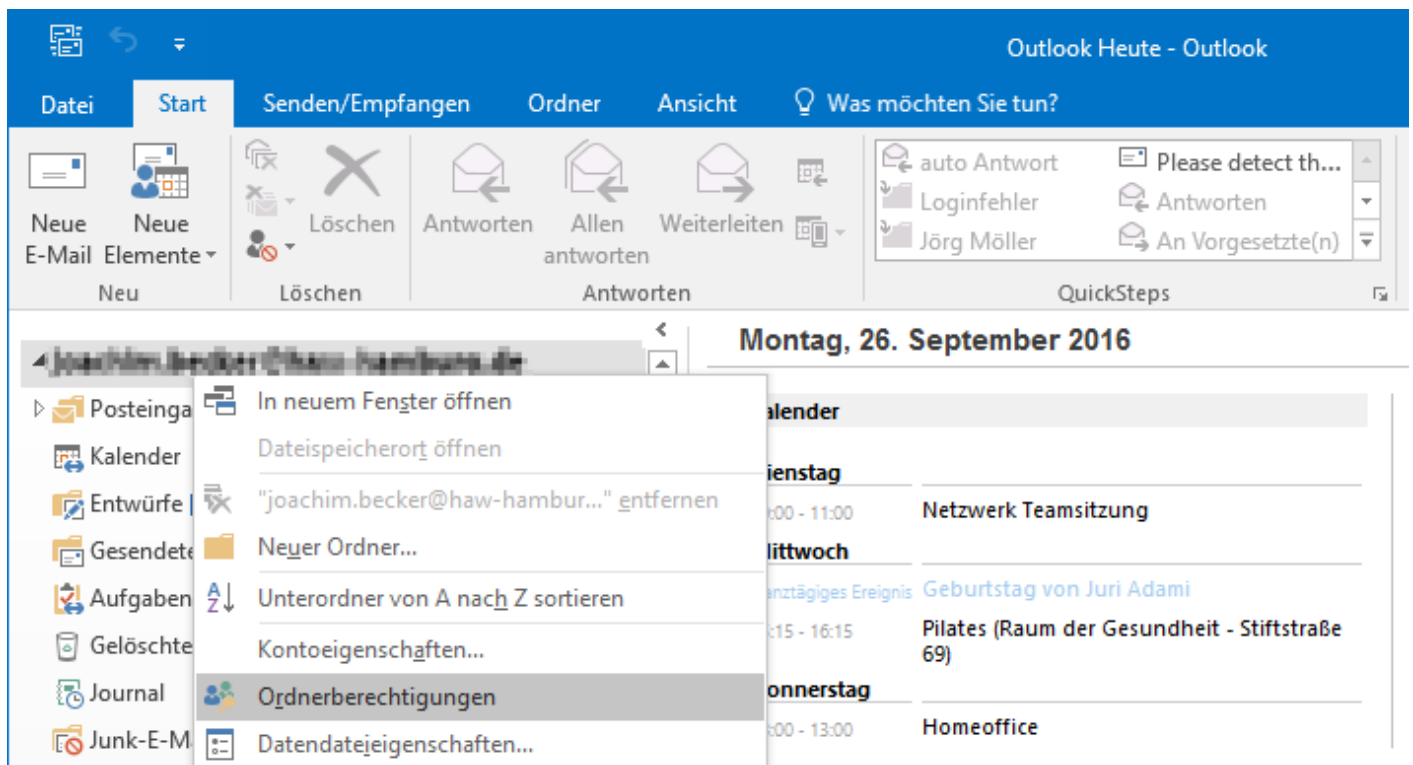 Outlook Heute - Outlook
Datei Start Senden/Empfangen Ordner Ansicht Was möchten Sie tun?
Neue E-Mail
Neue Elemente
Löschen
Antworten
Allen antworten
Weiterleiten
auto Antwort
Loginfehler
Jörg Möller
Please detect th...
Antworten
An Vorgesetzte(n)
Neu Löschen Antworten QuickSteps
Posteinga
Kalender
Entwürfe
Gesendete
Aufgaben
Gelöschte
Journal
Junk-E-M
In neuem Fenster öffnen
Dateispeicherort öffnen
"joachim.becker@haw-hambur..." entfernen
Neuer Ordner...
Unterordner von A nach Z sortieren
Kontoeigenschaften...
Ordnerberechtigungen
Datendateieigenschaften...
Montag, 26. September 2016
alender
ienstag
:00 - 11:00 Netzwerk Teamsitzung
ittwoch
nztägiges Ereignis Geburtstag von Juri Adami
:15 - 16:15 Pilates (Raum der Gesundheit - Stiftstraße
69)
onnerstag
:00 - 13:00 Homeoffice